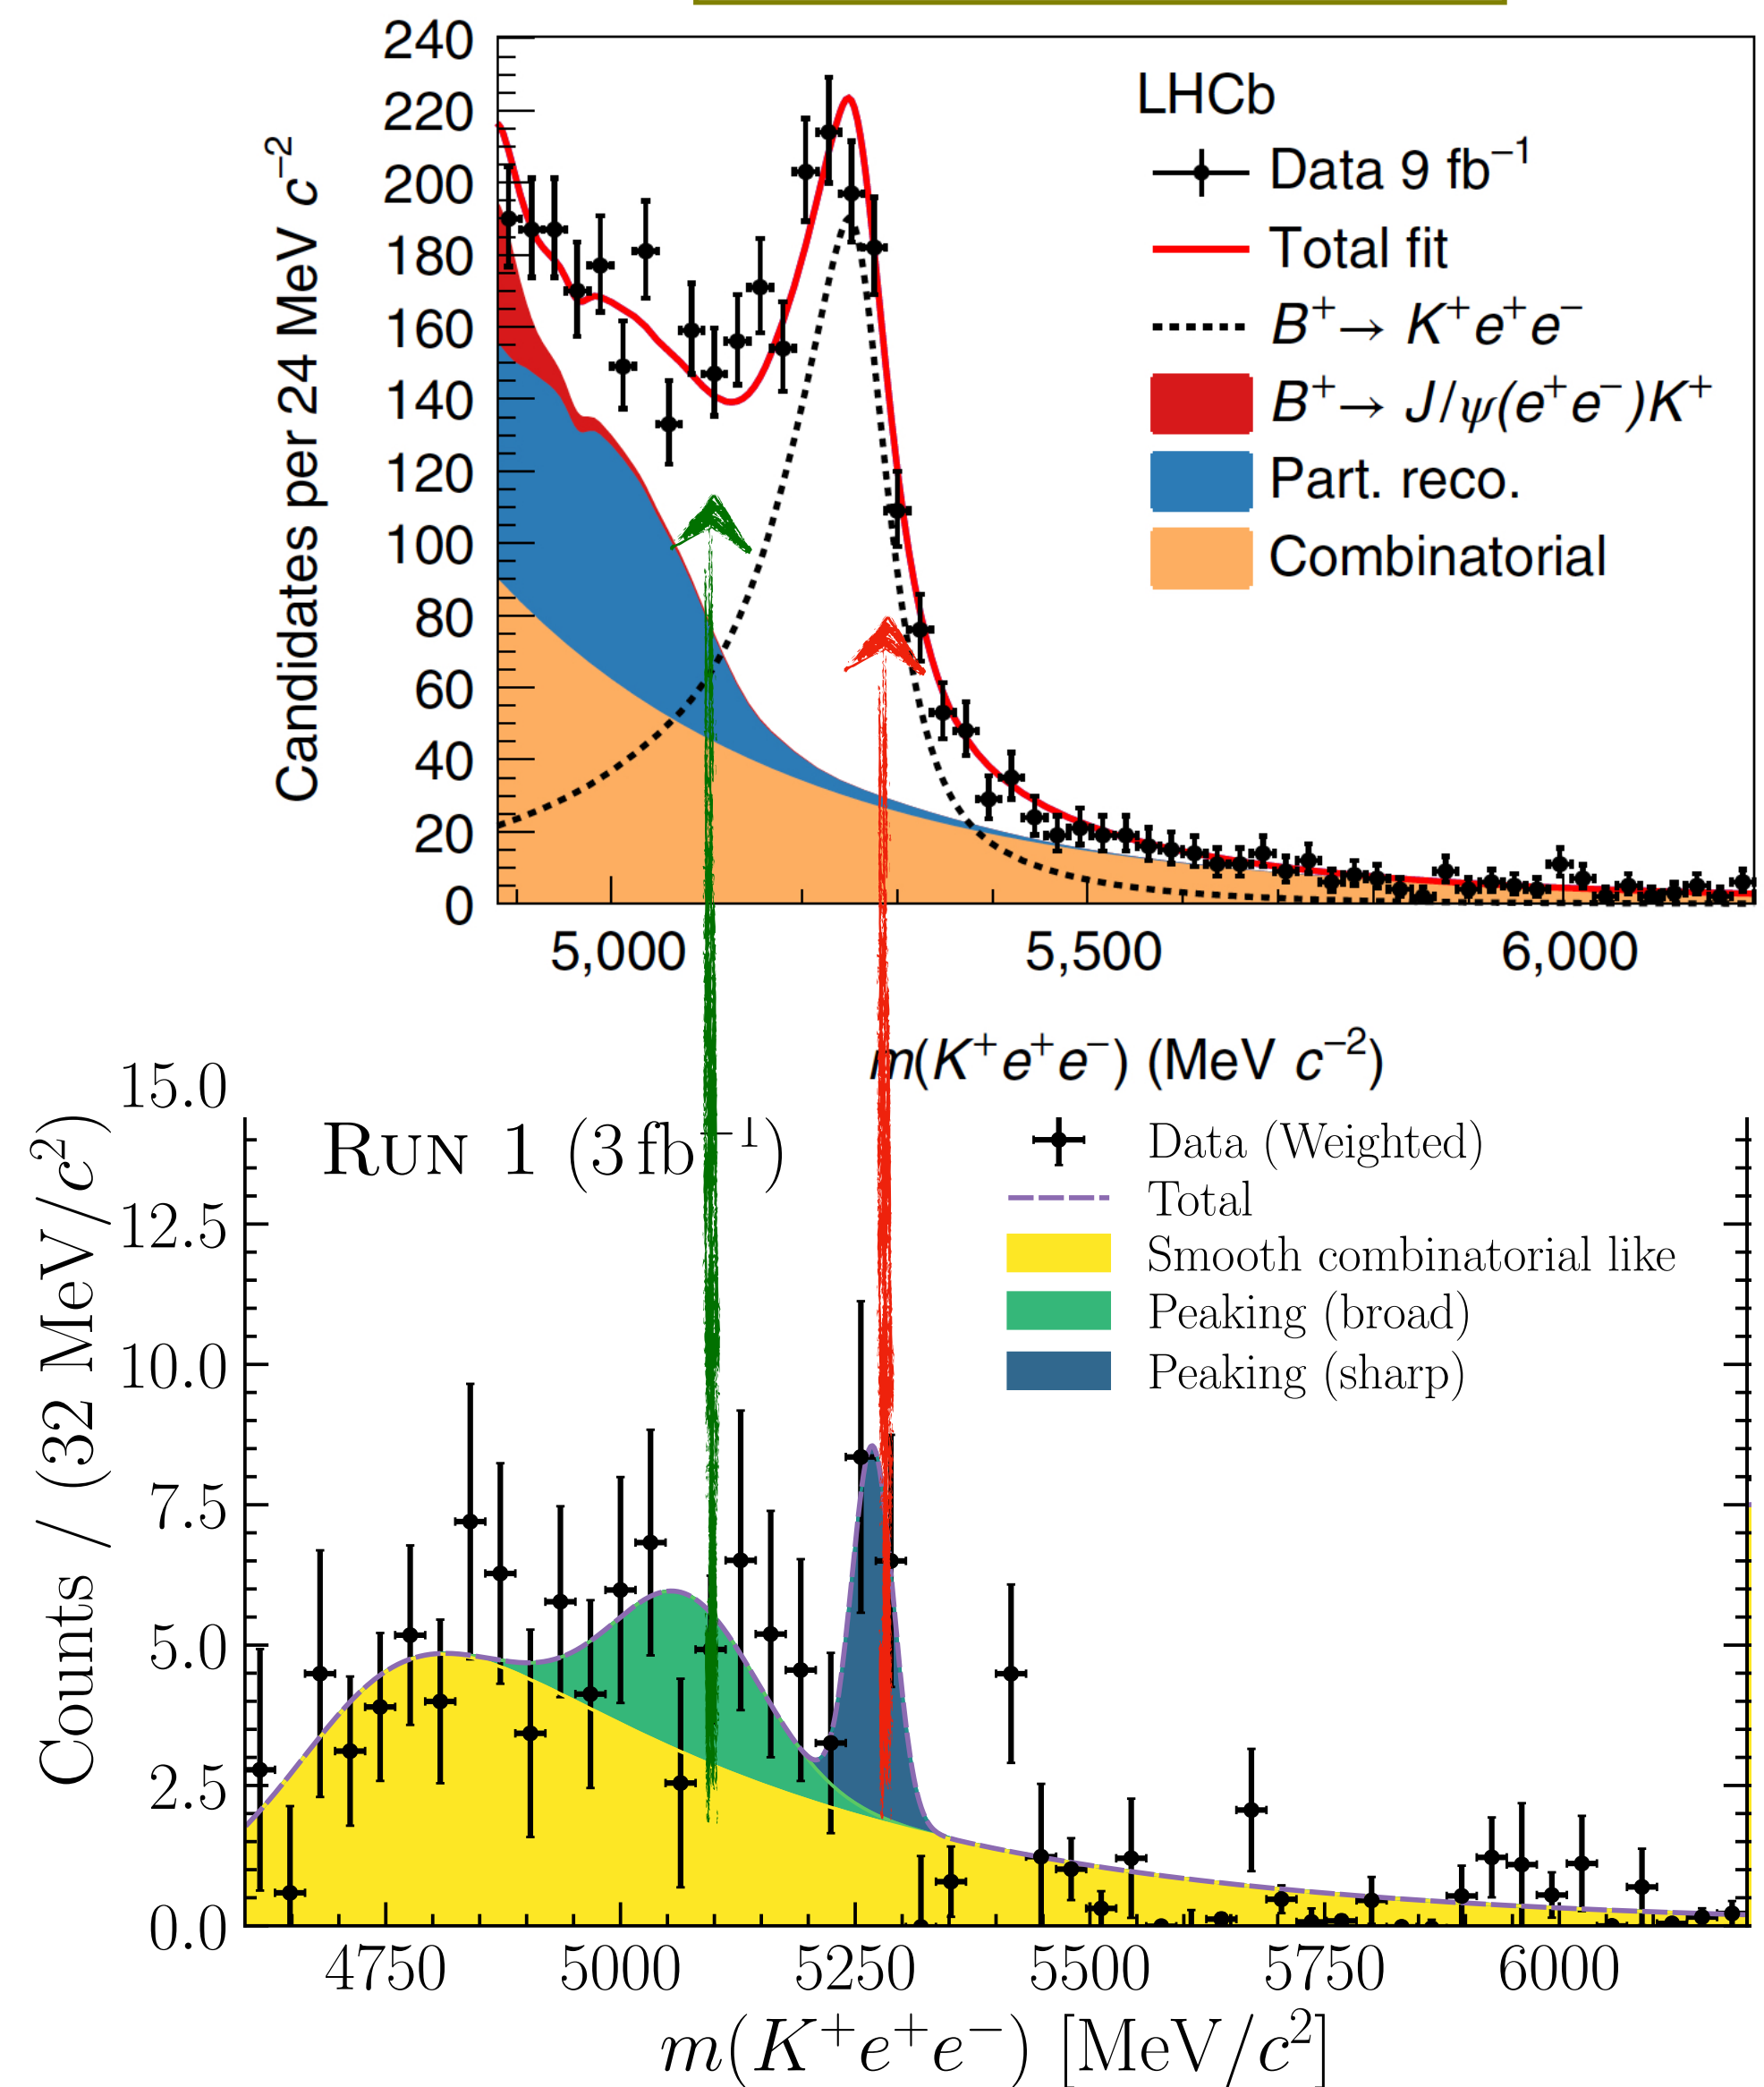 240
220
200
180
160
140
120
100
80
60
40
20
0
Candidates per 24 MeV c⁻²
LHCb
Data 9 fb⁻¹
Total fit
B⁺→ K⁺e⁺e⁻
B⁺→ J/ψ(e⁺e⁻)K⁺
Part. reco.
Combinatorial
5,000 5,500 6,000
m(K⁺e⁺e⁻) (MeV c⁻²)
15.0
12.5
10.0
7.5
5.0
2.5
0.0
Counts / (32 MeV/c²)
RUN 1 (3 fb⁻¹)
Data (Weighted)
Total
Smooth combinatorial like
Peaking (broad)
Peaking (sharp)
4750 5000 5250 5500 5750 6000
m(K⁺e⁺e⁻) [MeV/c²]